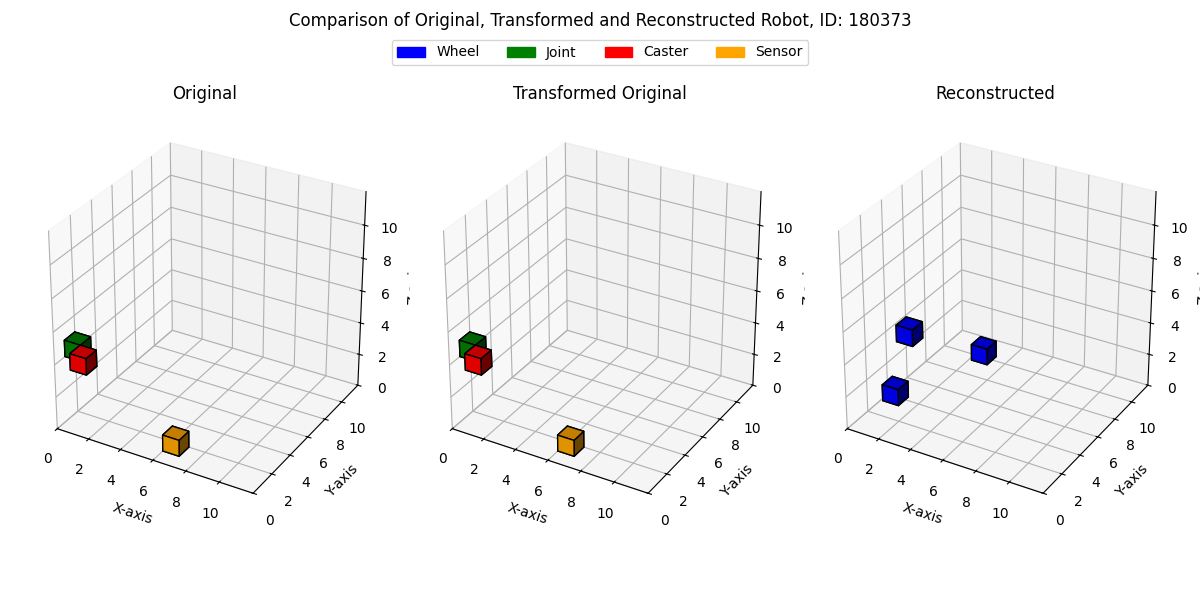 Comparison of Original, Transformed and Reconstructed Robot, ID: 180373
Wheel Joint Caster Sensor
Original Transformed Original Reconstructed
10 10 10
8 8 8
6 6 6
4 4 4
2 2 2
0 0 0
10 10 10
8 8 8
6 6 6
4 4 4
2 2 2
0 0 0
0 2 4 6 8 10 0 2 4 6 8 10 0 2 4 6 8 10
X-axis Y-axis X-axis Y-axis X-axis Y-axis